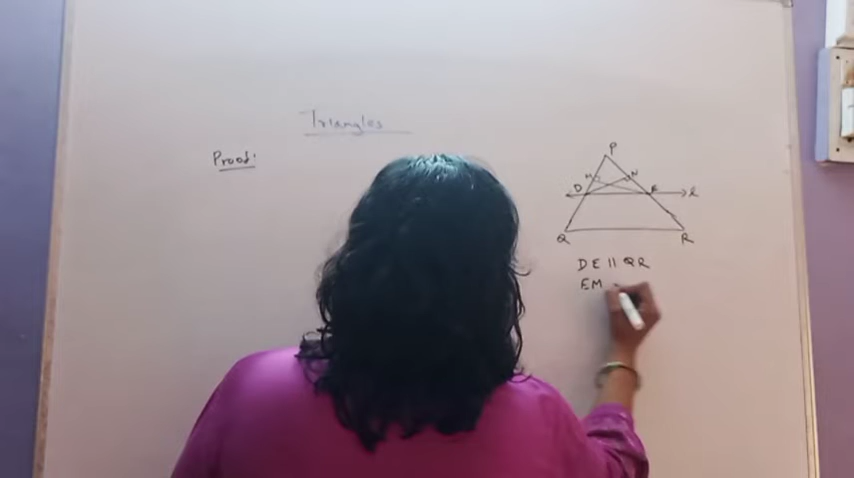 Triangles
Proof:
P
M N
D E l
Q R
DE || QR
EM